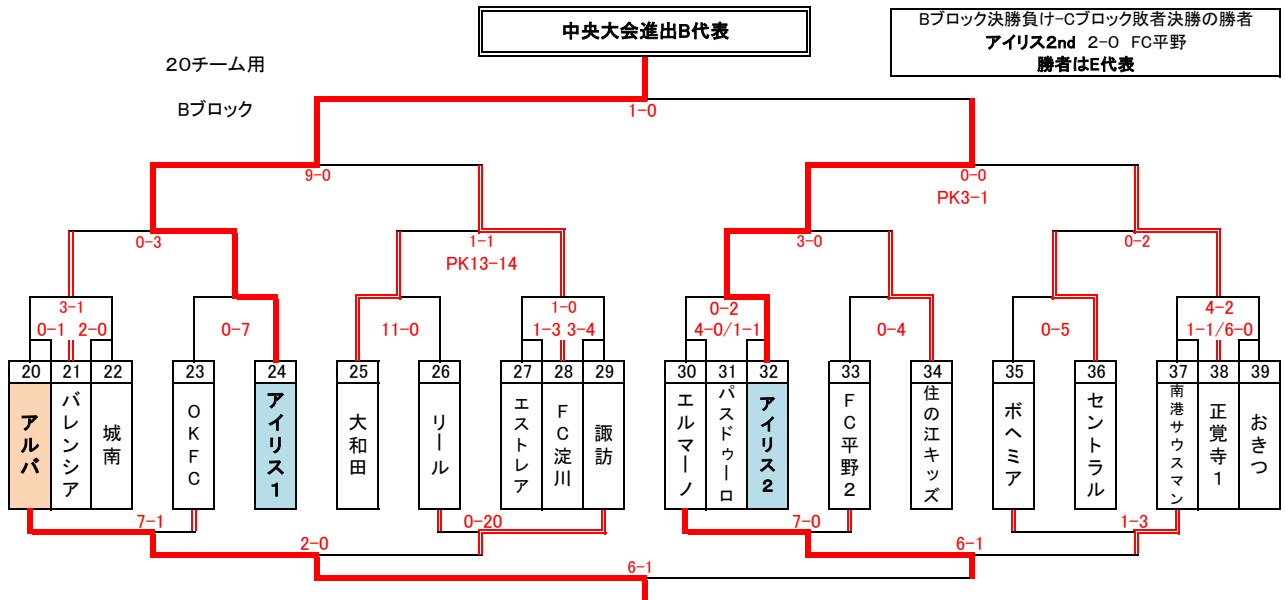 中央大会進出B代表
Bブロック決勝負け-Cブロック敗者決勝の勝者
アイリス2nd 2-0 FC平野
勝者はE代表
20チーム用
Bブロック
1-0
9-0
0-0
PK3-1
0-3
1-1
PK13-14
3-0
0-2
3-1
0-1 2-0
0-7
11-0
1-0
1-3 3-4
0-2
4-0/1-1
0-4
0-5
4-2
1-1/6-0
20 21 22 23 24 25 26 27 28 29 30 31 32 33 34 35 36 37 38 39
アルバ
バレンシア
城南
OKFC
アイリス1
大和田
リール
エストレア
FC淀川
諏訪
エルマーノ
パスドゥーロ
アイリス2
FC平野2
住の江キッズ
ボヘミア
セントラル
南港サウスマン
正覚寺1
おきつ
7-1
0-20
7-0
1-3
2-0
6-1
6-1